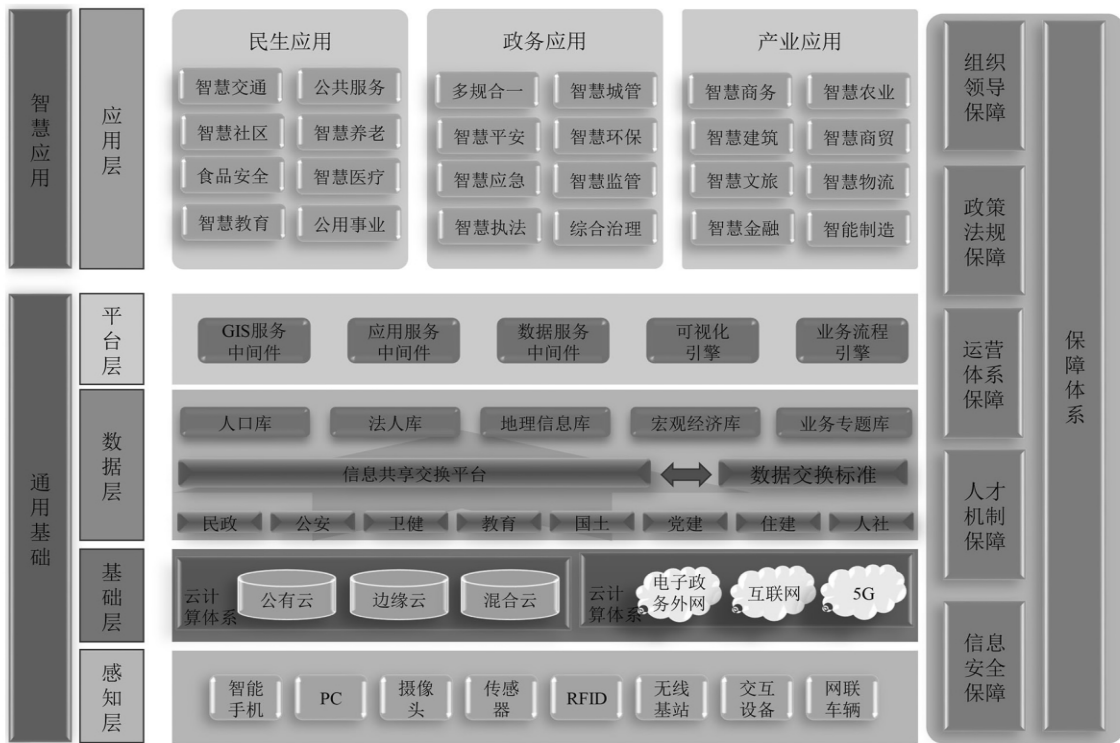 智慧应用
应用层
民生应用
智慧交通
公共服务
智慧社区
智慧养老
食品安全
智慧医疗
智慧教育
公用事业
政务应用
多规合一
智慧城管
智慧平安
智慧环保
智慧应急
智慧监管
智慧执法
综合治理
产业应用
智慧商务
智慧农业
智慧建筑
智慧商贸
智慧文旅
智慧物流
智慧金融
智能制造
通用基础
平台层
GIS服务
中间件
应用服务
中间件
数据服务
中间件
可视化
引擎
业务流程
引擎
数据层
人口库
法人库
地理信息库
宏观经济库
业务专题库
信息共享交换平台
数据交换标准
民政
公安
卫健
教育
国土
党建
住建
人社
基础层
云计
算体系
公有云
边缘云
混合云
云计
算体系
电子政
务外网
互联网
5G
感知层
智能
手机
PC
摄像
头
传感
器
RFID
无线
基站
交互
设备
网联
车辆
组织
领导
保障
政策
法规
保障
运营
体系
保障
人才
机制
保障
信息
安全
保障
保障体系